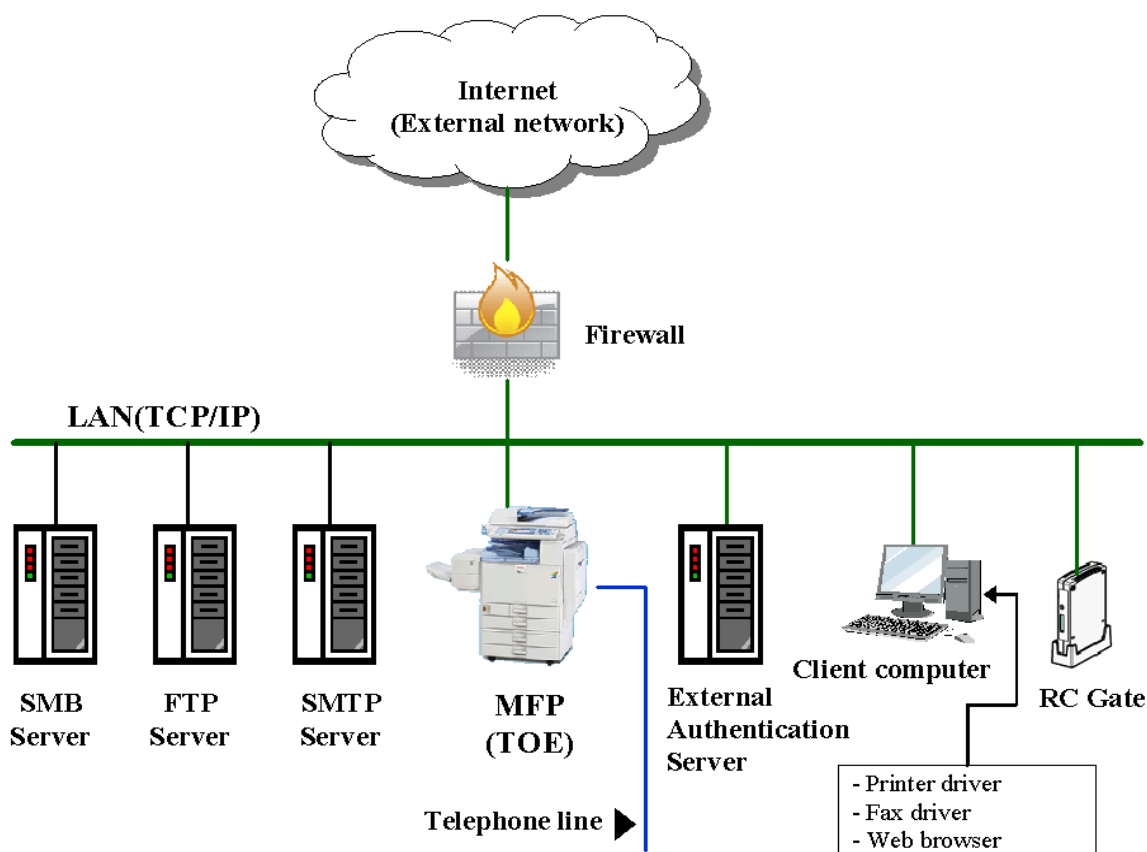 Internet
(External network)
Firewall
LAN(TCP/IP)
SMB
Server
FTP
Server
SMTP
Server
MFP
(TOE)
External
Authentication
Server
Client computer
RC Gate
Telephone line
- Printer driver
- Fax driver
- Web browser